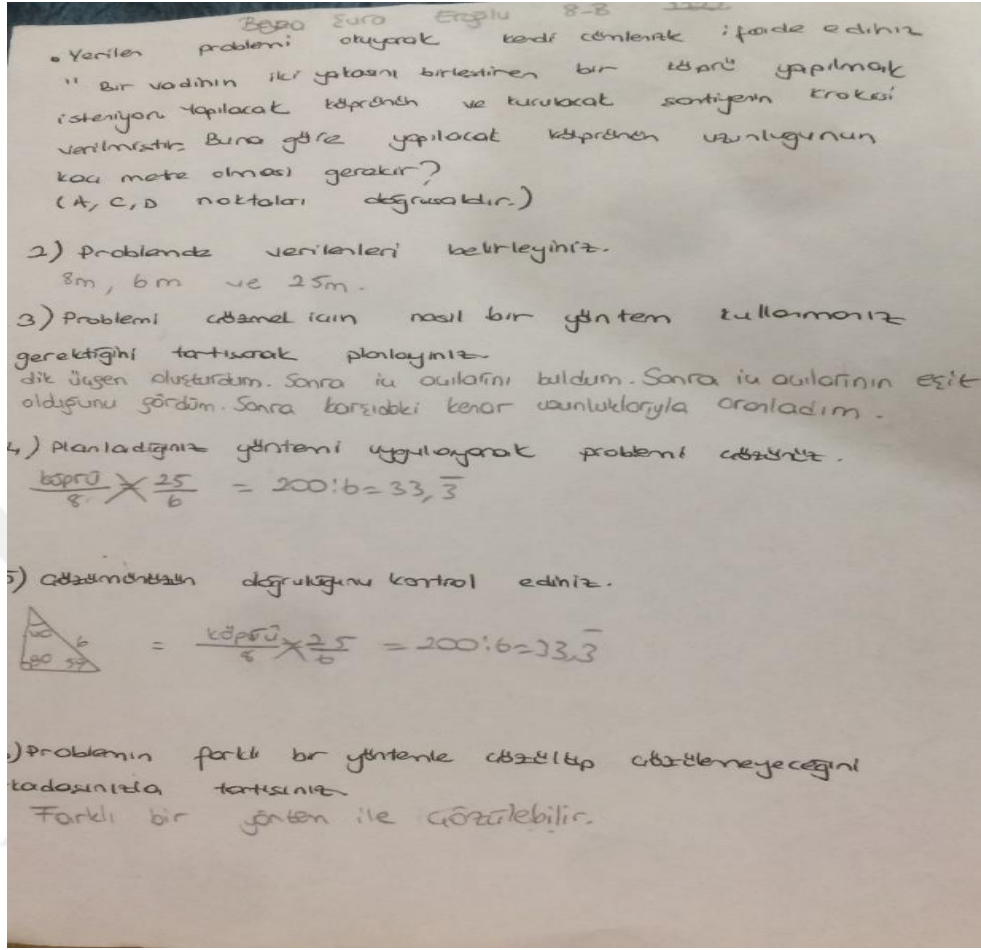 Eroglu 8-B
• Verilen problemi okuyarak kendi cümlenizle ifade ediniz
" Bir vadinin iki yakasını birleştiren bir köprü yapılmak
isteniyor. Yapılacak köprünün ve kurulacak şantiyenin krokisi
verilmiştir. Buna göre yapılacak köprünün uzunluğunun
kaç metre olması gerekir?
(A, C, D noktaları doğrusaldır.)
2) Problemde verilenleri belirleyiniz.
8m, 6m ve 25m.
3) Problemi çözmek için nasıl bir yöntem kullanmanız
gerektiğini tartışarak planlayınız.
dik üçgen oluşturdum. Sonra iç açılarını buldum. Sonra iç açılarının eşit
olduğunu gördüm. Sonra karşıdaki kenar uzunluklarıyla oranladım.
4) Planladığınız yöntemi uygulayarak problemi çözünüz.
köprü/8 × 25/6 = 200:6=33,3̅
5) Çözümünüzün doğruluğunu kontrol ediniz.
6
= köprü/8 × 25/6 = 200:6=33,3̅
.) Problemin farklı bir yöntemle çözülüp çözülemeyeceğini
kadaşınızla tartışınız
Farklı bir yöntem ile çözülebilir.